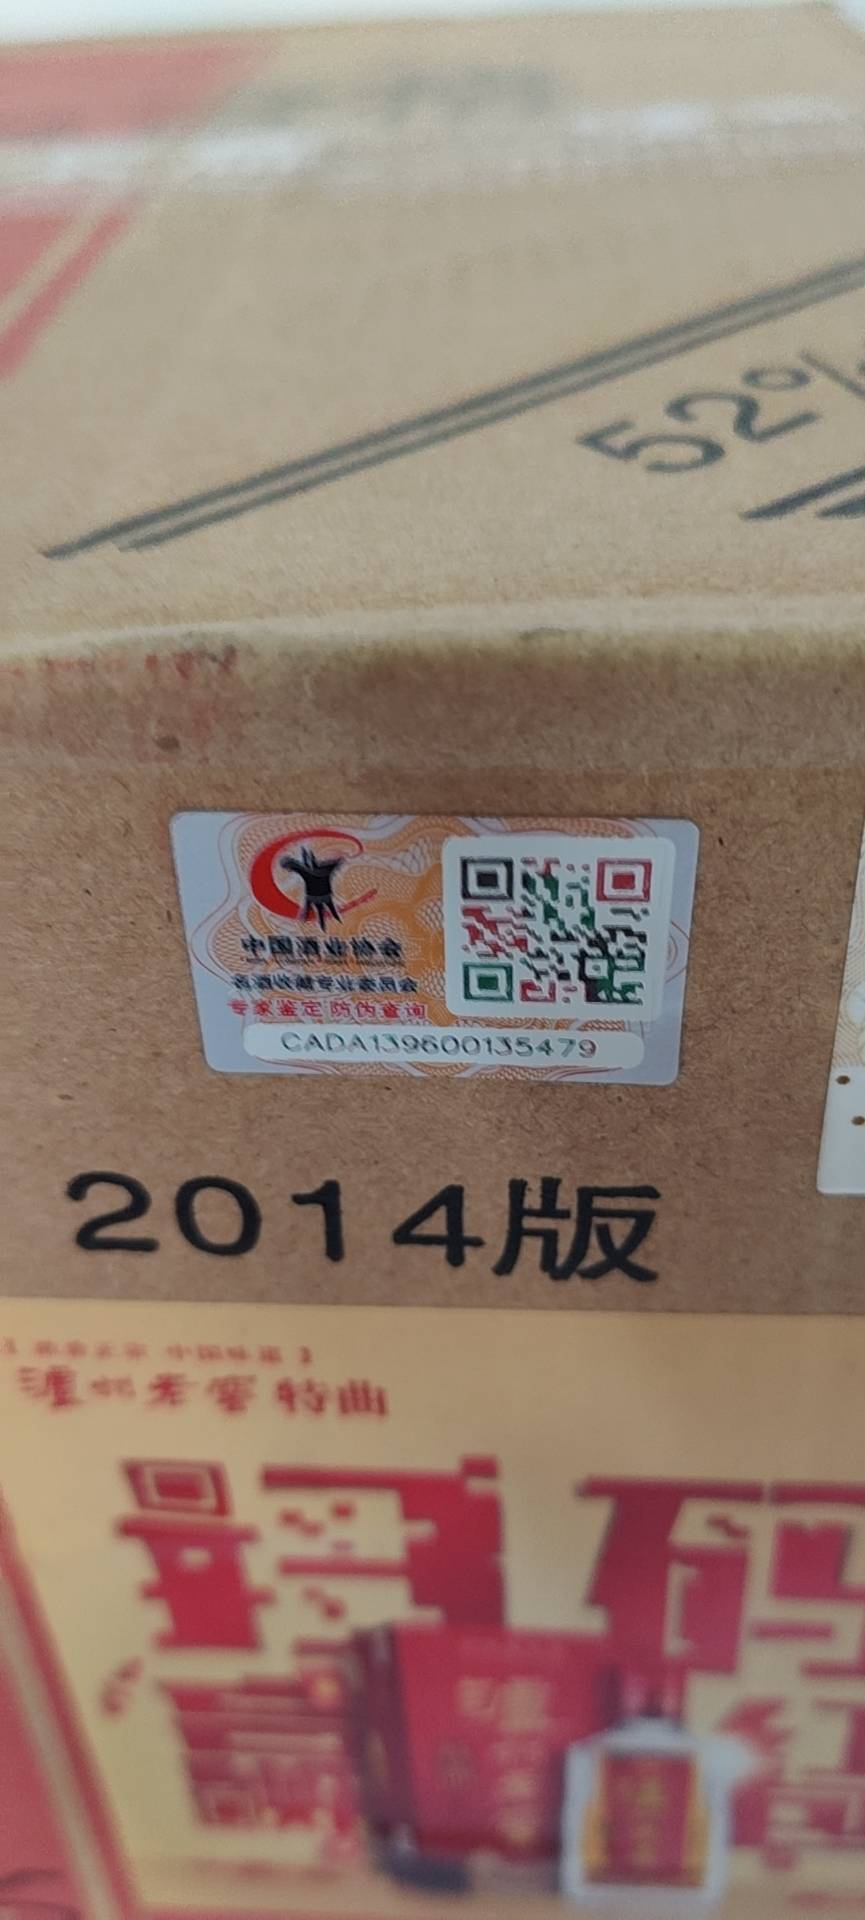 52%
中国酒业协会
名酒收藏专业委员会
专家鉴定 防伪查询
CADA139600135479
2014版
泸州老窖 特曲